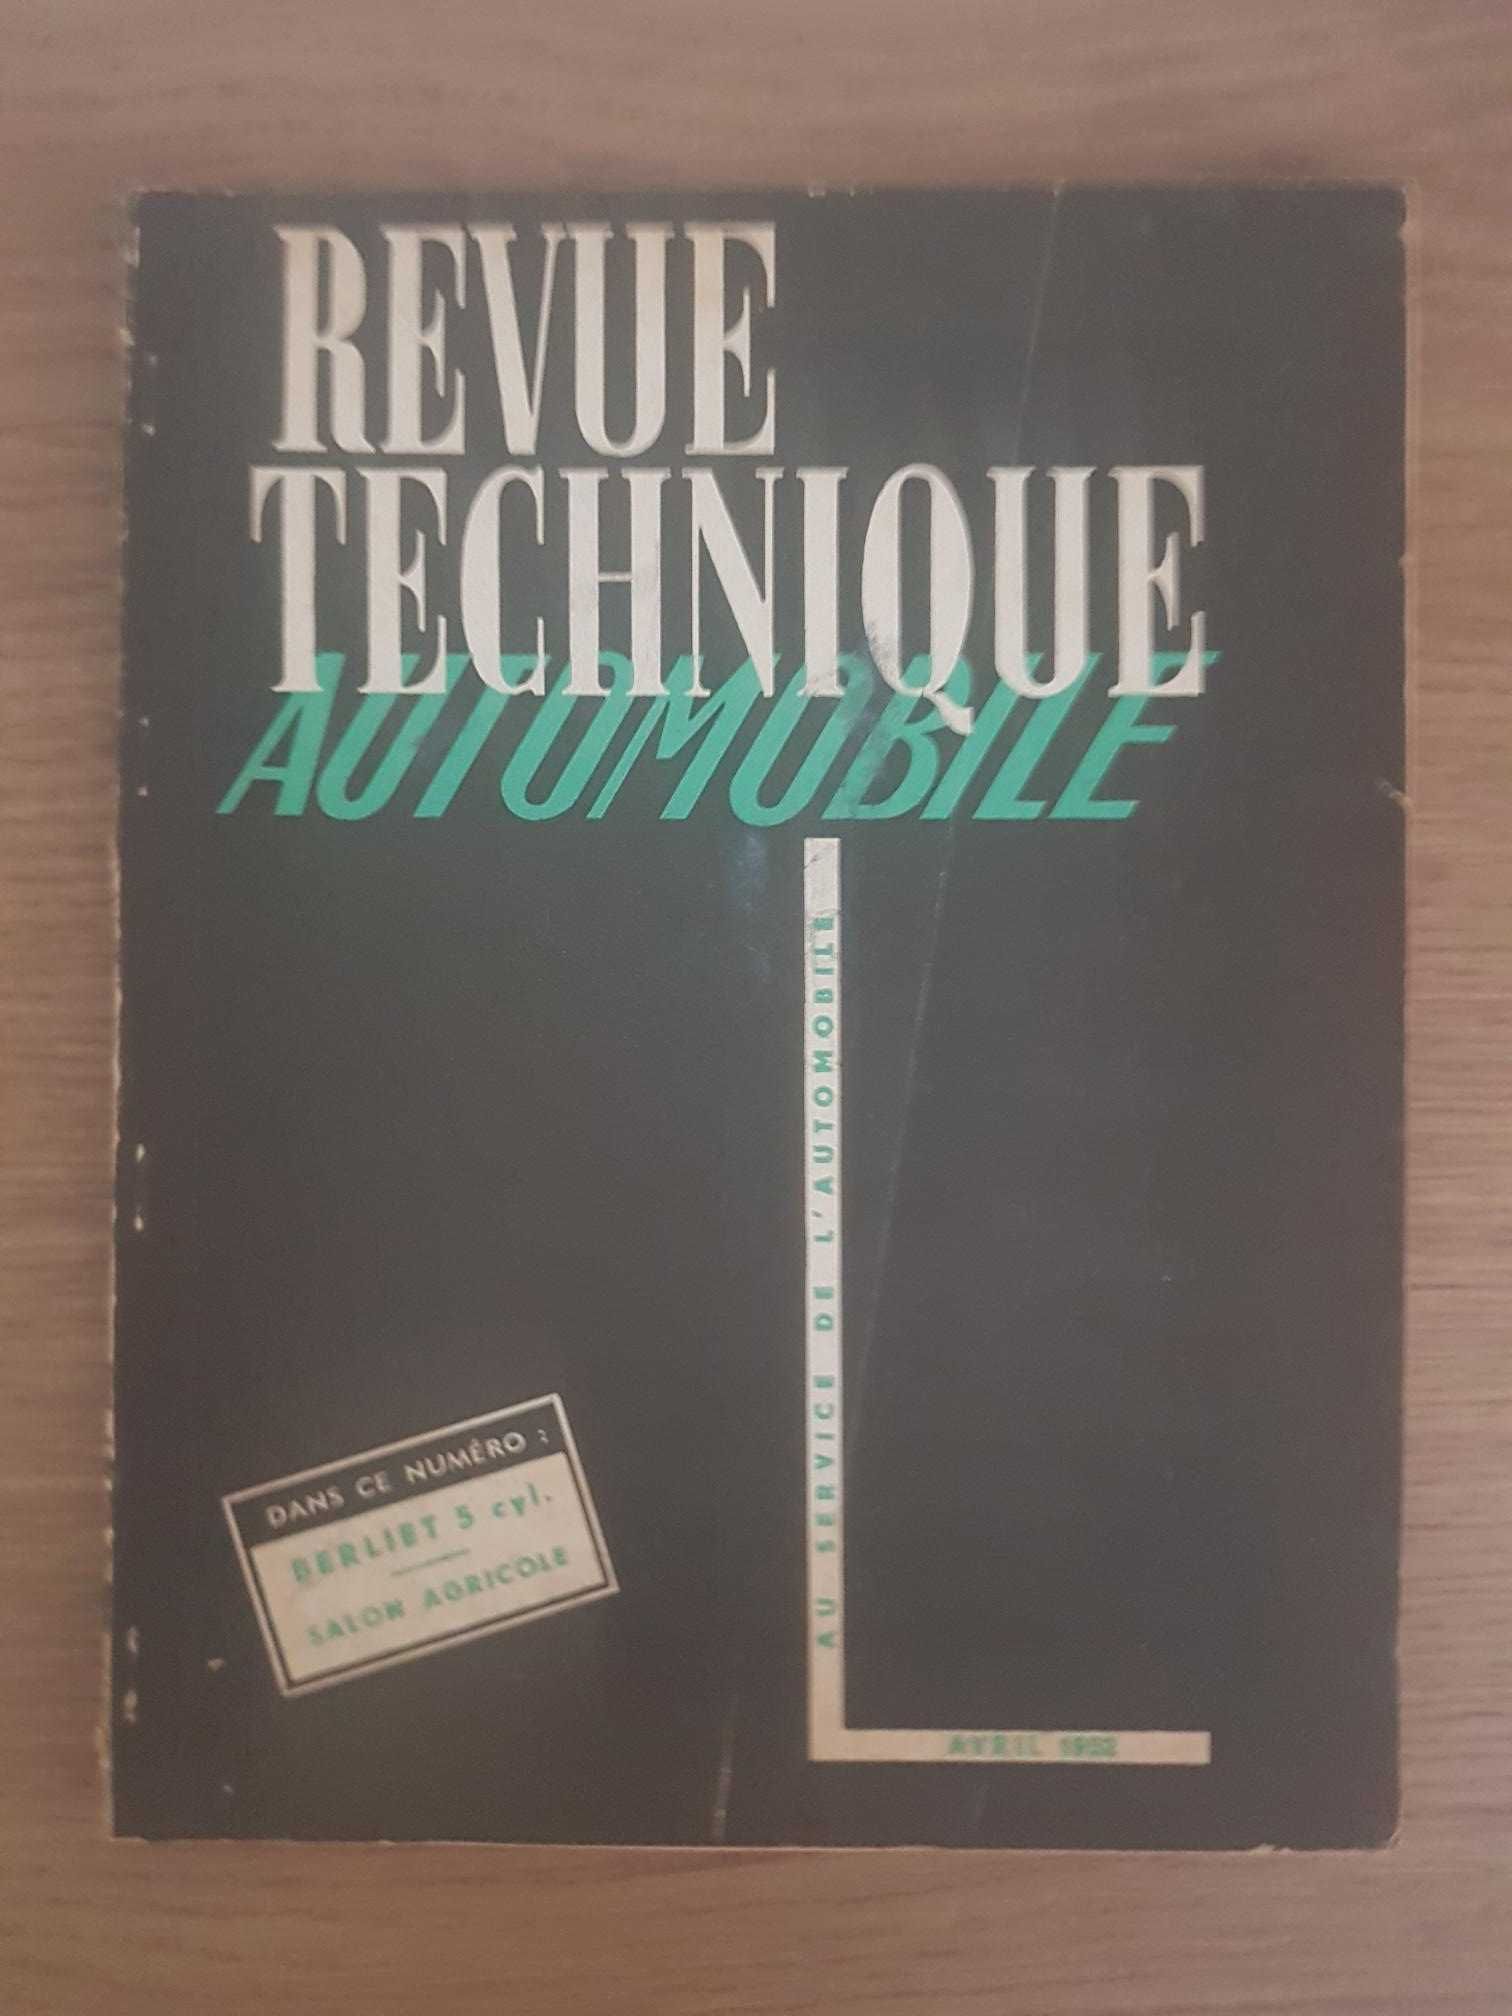 REVUE
TECHNIQUE
AUTOMOBILE
AU SERVICE DE L'AUTOMOBILE
DANS CE NUMÉRO :
BERLIET 5 cyl.
SALON AGRICOLE
AVRIL 1952